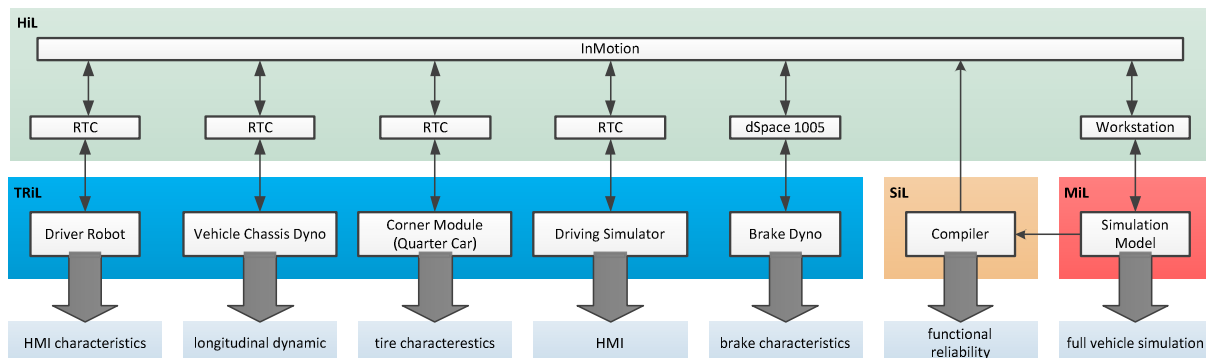 HiL
InMotion
RTC
RTC
RTC
RTC
dSpace 1005
Workstation
TRiL
SiL
MiL
Driver Robot
Vehicle Chassis Dyno
Corner Module
(Quarter Car)
Driving Simulator
Brake Dyno
Compiler
Simulation
Model
HMI characteristics
longitudinal dynamic
tire characterestics
HMI
brake characteristics
functional
reliability
full vehicle simulation